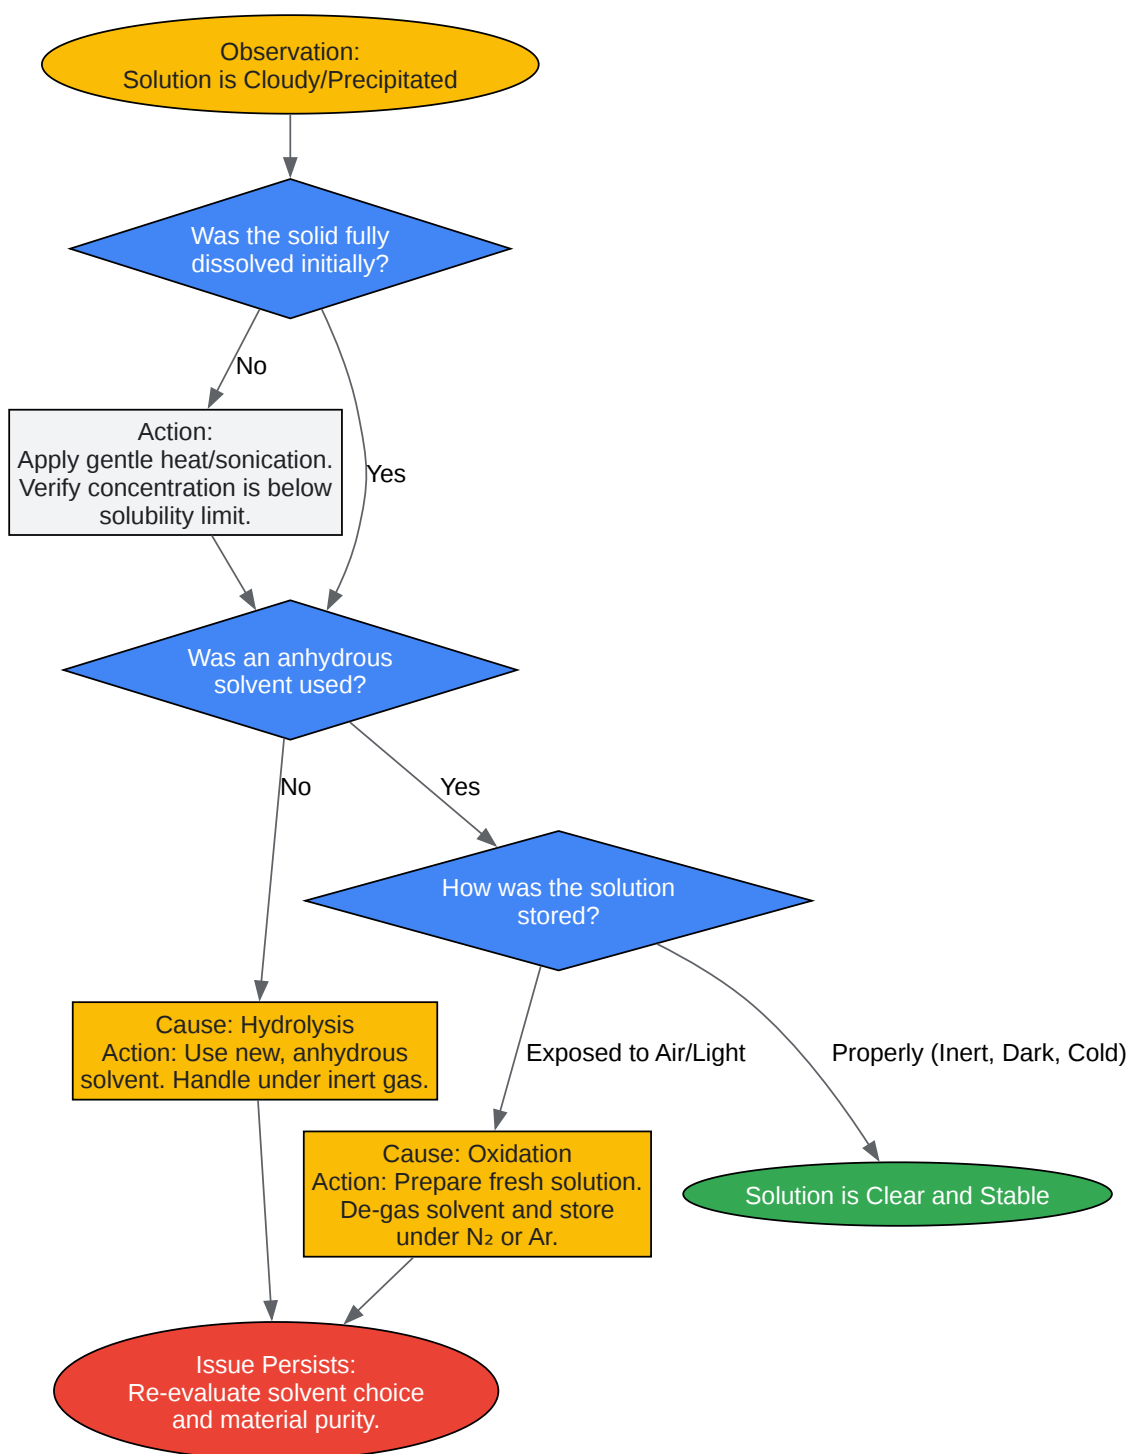 Observation:
Solution is Cloudy/Precipitated
Was the solid fully
dissolved initially?
No
Action:
Apply gentle heat/sonication.
Verify concentration is below
solubility limit.
Yes
Was an anhydrous
solvent used?
No
Yes
How was the solution
stored?
Cause: Hydrolysis
Action: Use new, anhydrous
solvent. Handle under inert gas.
Exposed to Air/Light
Properly (Inert, Dark, Cold)
Cause: Oxidation
Action: Prepare fresh solution.
De-gas solvent and store
under N₂ or Ar.
Solution is Clear and Stable
Issue Persists:
Re-evaluate solvent choice
and material purity.